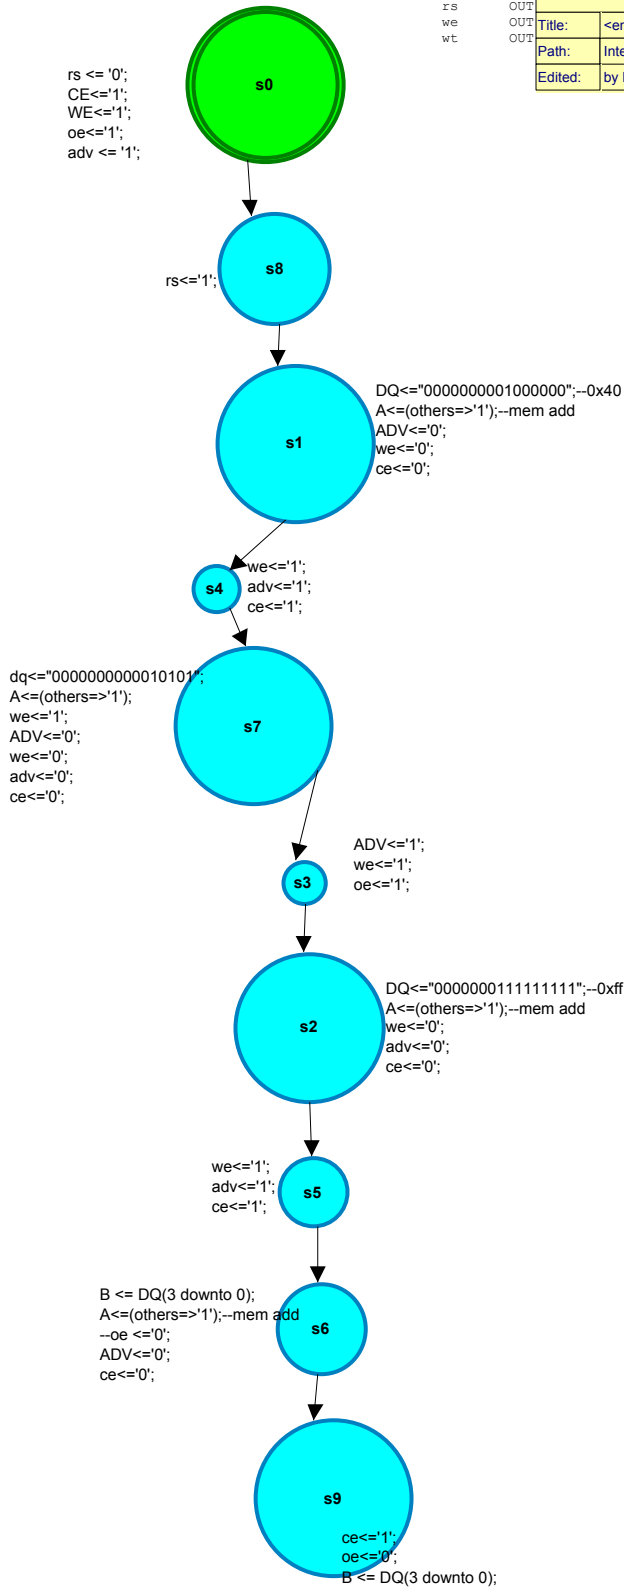 rs OUT
we OUT
wt OUT
Title: <er
Path: Inte
Edited: by
rs <= '0';
CE<='1';
WE<='1';
oe<='1';
adv <= '1';
s0
s8
rs<='1';
s1
DQ<="0000000001000000";--0x40
A<=(others=>'1');--mem add
ADV<='0';
we<='0';
ce<='0';
s4
we<='1';
adv<='1';
ce<='1';
dq<="0000000000010101";
A<=(others=>'1');
we<='1';
ADV<='0';
we<='0';
adv<='0';
ce<='0';
s7
ADV<='1';
we<='1';
oe<='1';
s3
s2
DQ<="0000000111111111";--0xff
A<=(others=>'1');--mem add
we<='0';
adv<='0';
ce<='0';
we<='1';
adv<='1';
ce<='1';
s5
B <= DQ(3 downto 0);
A<=(others=>'1');--mem add
--oe <='0';
ADV<='0';
ce<='0';
s6
s9
ce<='1';
oe<='0';
B <= DQ(3 downto 0);